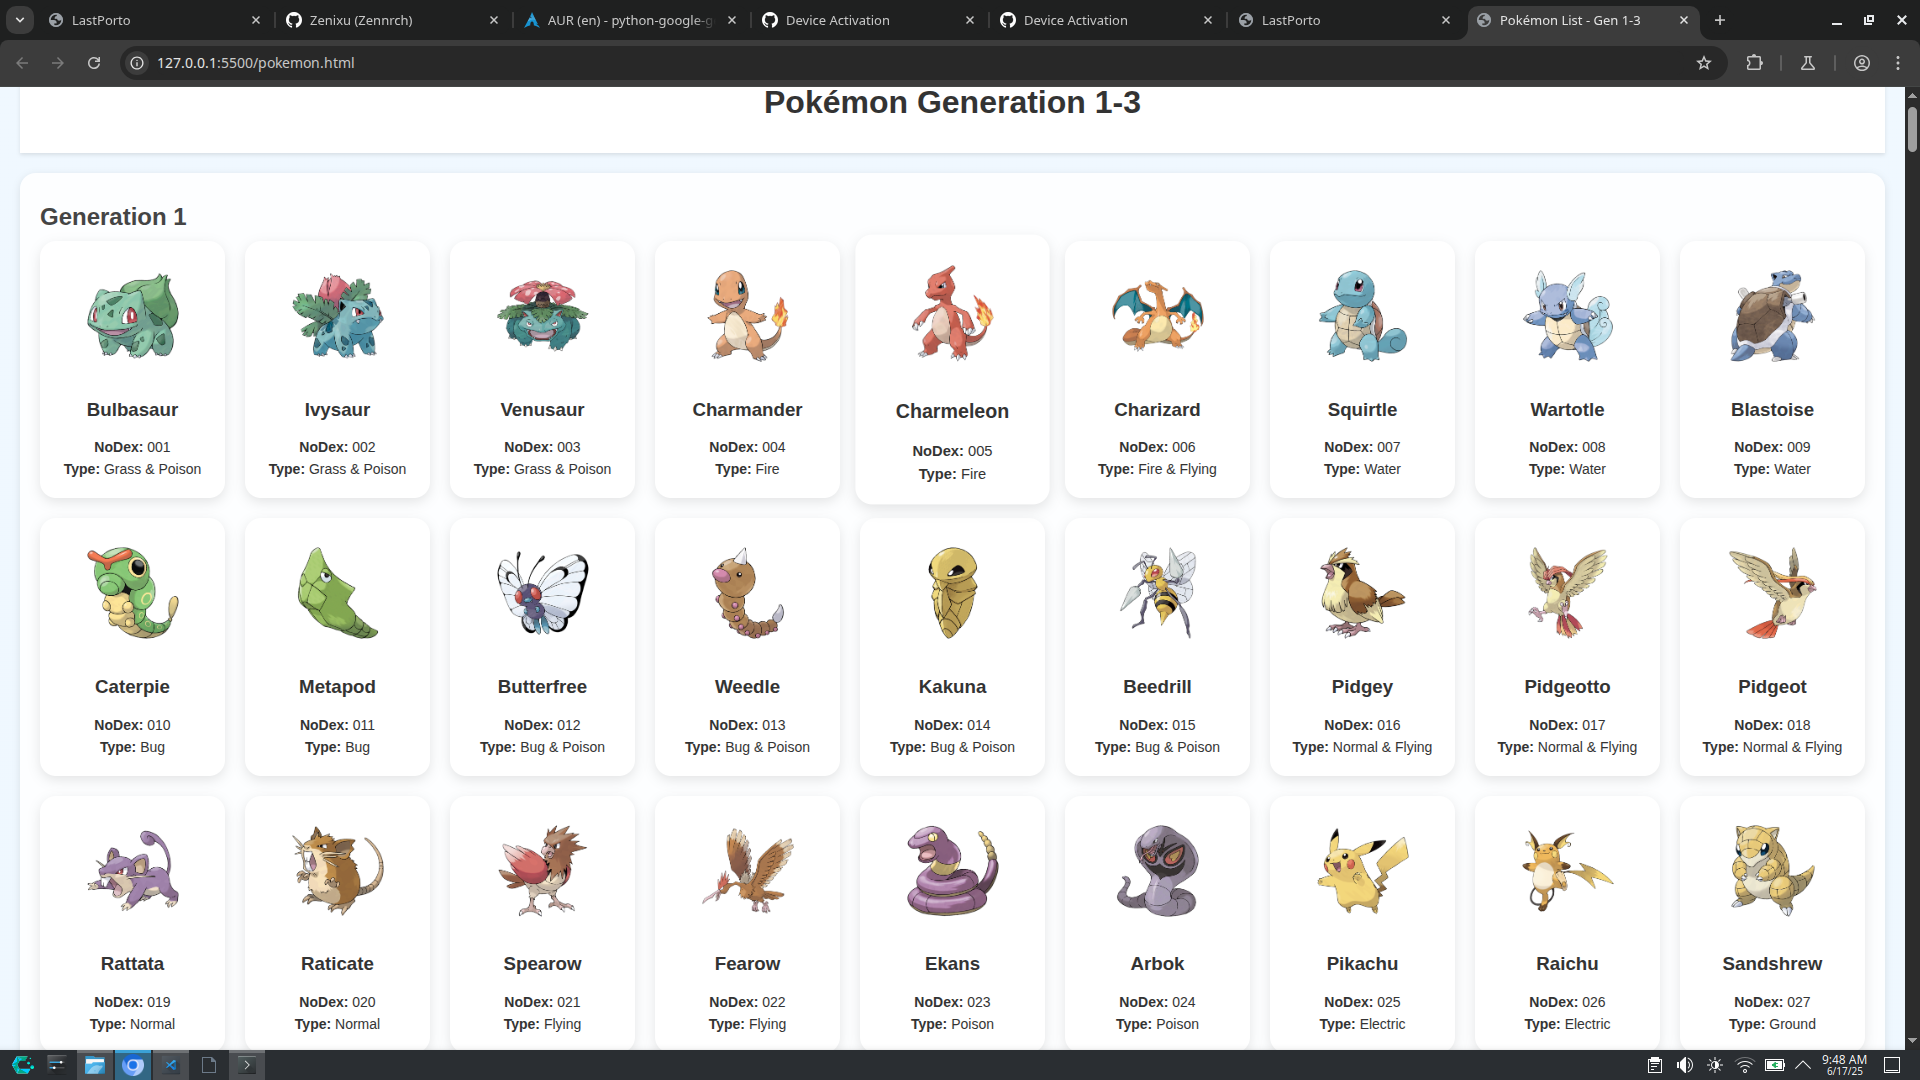 LastPorto
Zenixu (Zennrch)
AUR (en) - python-google-g
Device Activation
Device Activation
LastPorto
Pokémon List - Gen 1-3
127.0.0.1:5500/pokemon.html
Pokémon Generation 1-3
Generation 1
Bulbasaur
NoDex: 001
Type: Grass & Poison
Ivysaur
NoDex: 002
Type: Grass & Poison
Venusaur
NoDex: 003
Type: Grass & Poison
Charmander
NoDex: 004
Type: Fire
Charmeleon
NoDex: 005
Type: Fire
Charizard
NoDex: 006
Type: Fire & Flying
Squirtle
NoDex: 007
Type: Water
Wartotle
NoDex: 008
Type: Water
Blastoise
NoDex: 009
Type: Water
Caterpie
NoDex: 010
Type: Bug
Metapod
NoDex: 011
Type: Bug
Butterfree
NoDex: 012
Type: Bug & Poison
Weedle
NoDex: 013
Type: Bug & Poison
Kakuna
NoDex: 014
Type: Bug & Poison
Beedrill
NoDex: 015
Type: Bug & Poison
Pidgey
NoDex: 016
Type: Normal & Flying
Pidgeotto
NoDex: 017
Type: Normal & Flying
Pidgeot
NoDex: 018
Type: Normal & Flying
Rattata
NoDex: 019
Type: Normal
Raticate
NoDex: 020
Type: Normal
Spearow
NoDex: 021
Type: Flying
Fearow
NoDex: 022
Type: Flying
Ekans
NoDex: 023
Type: Poison
Arbok
NoDex: 024
Type: Poison
Pikachu
NoDex: 025
Type: Electric
Raichu
NoDex: 026
Type: Electric
Sandshrew
NoDex: 027
Type: Ground
9:48 AM
6/17/25